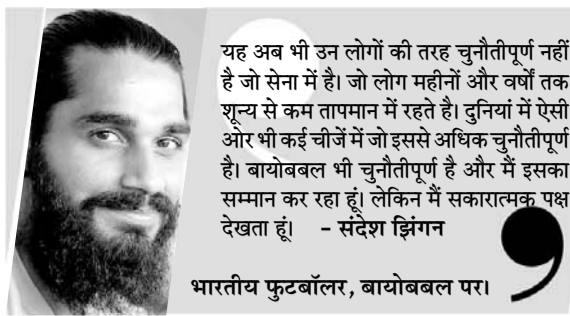 यह अब भी उन लोगों की तरह चुनौतीपूर्ण नहीं
है जो सेना में है। जो लोग महीनों और वर्षों तक
शून्य से कम तापमान में रहते है। दुनियां में ऐसी
ओर भी कई चीजें में जो इससे अधिक चुनौतीपूर्ण
है। बायोबबल भी चुनौतीपूर्ण है और मैं इसका
सम्मान कर रहा हूं। लेकिन मैं सकारात्मक पक्ष
देखता हूं। - संदेश झिंगन
भारतीय फुटबॉलर, बायोबबल पर।